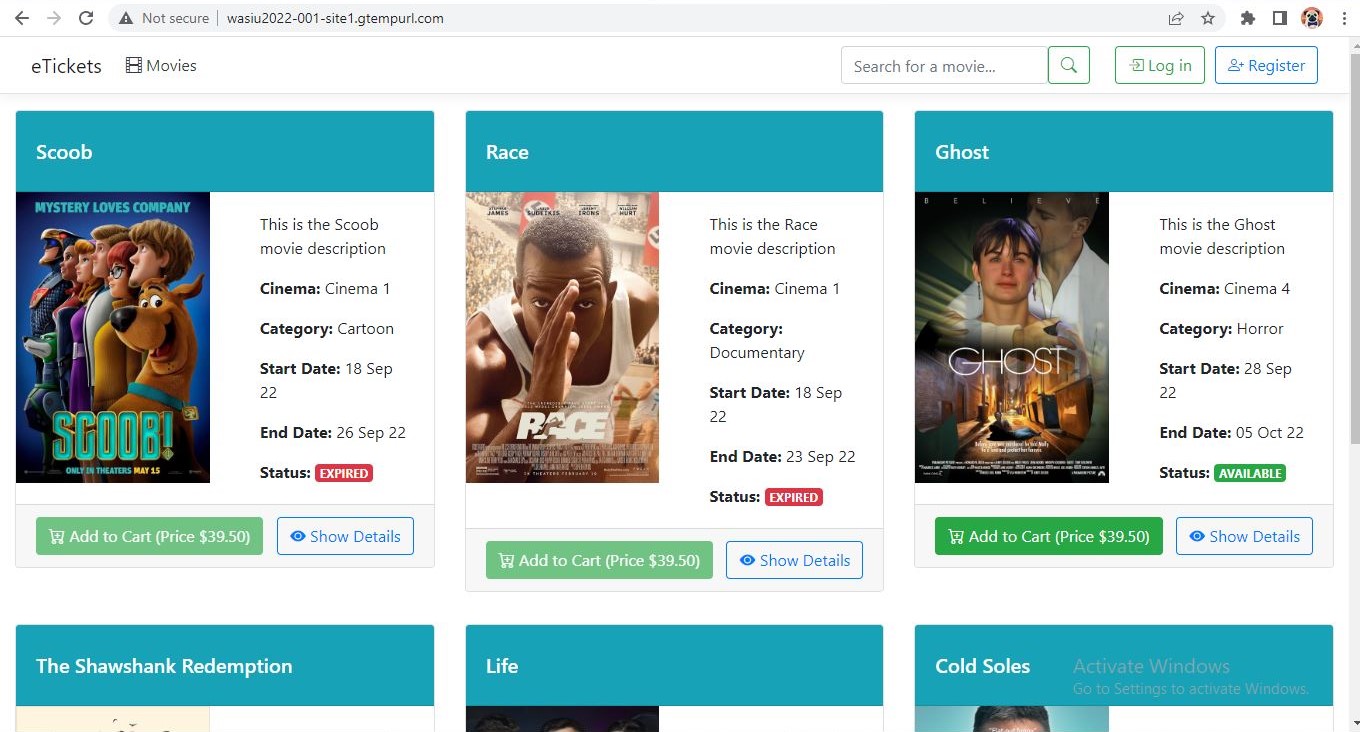 Not secure
wasiu2022-001-site1.gtempurl.com
eTickets
Movies
Search for a movie...
Log in
Register
Scoob
MYSTERY LOVES COMPANY
SCOOB!
ONLY IN THEATERS MAY 15
This is the Scoob
movie description
Cinema: Cinema 1
Category: Cartoon
Start Date: 18 Sep
22
End Date: 26 Sep 22
Status: EXPIRED
Add to Cart (Price $39.50)
Show Details
Race
JAMES
SUDEIKIS
IRONS
HURT
RACE
This is the Race
movie description
Cinema: Cinema 1
Category:
Documentary
Start Date: 18 Sep
22
End Date: 23 Sep 22
Status: EXPIRED
Add to Cart (Price $39.50)
Show Details
Ghost
BELIEVE
GHOST
This is the Ghost
movie description
Cinema: Cinema 4
Category: Horror
Start Date: 28 Sep
22
End Date: 05 Oct 22
Status: AVAILABLE
Add to Cart (Price $39.50)
Show Details
The Shawshank Redemption
Life
Cold Soles
Activate Windows
Go to Settings to activate Windows.